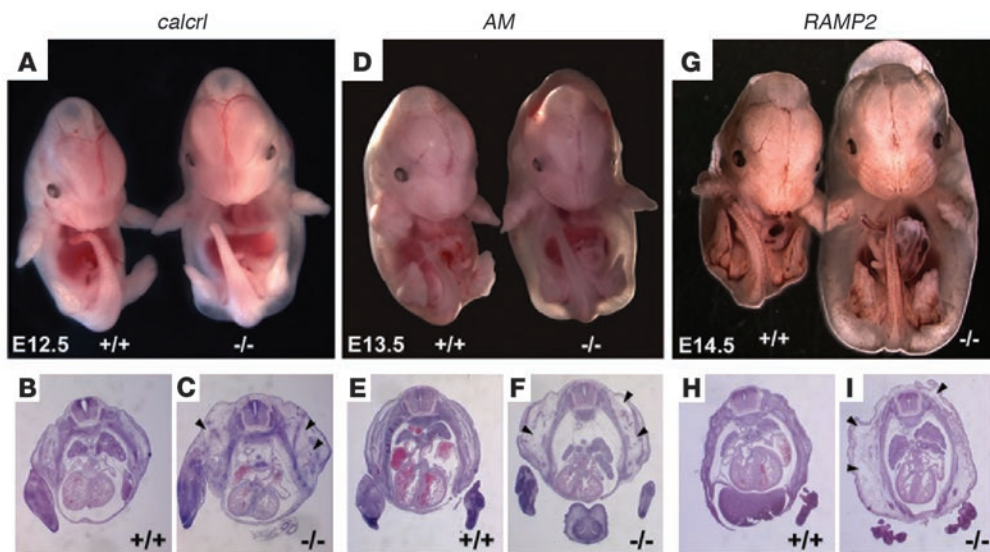 calcrl AM RAMP2
A D G
E12.5 +/+ -/- E13.5 +/+ -/- E14.5 +/+ -/-
B C E F H I
+/+ -/- +/+ -/- +/+ -/-